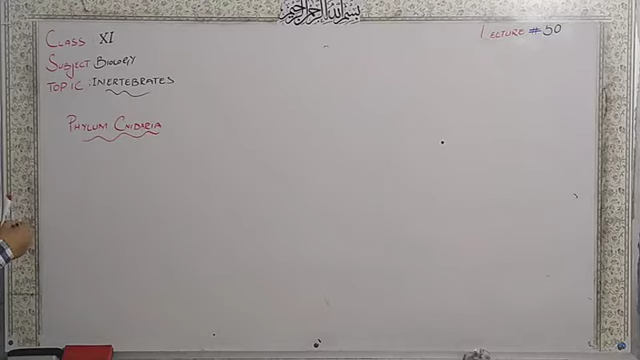 بسم الله الرحمن الرحيم
LECTURE # 50
CLASS XI
SUBJECT BIOLOGY
TOPIC : INERTEBRATES
PHYLUM CNIDARIA